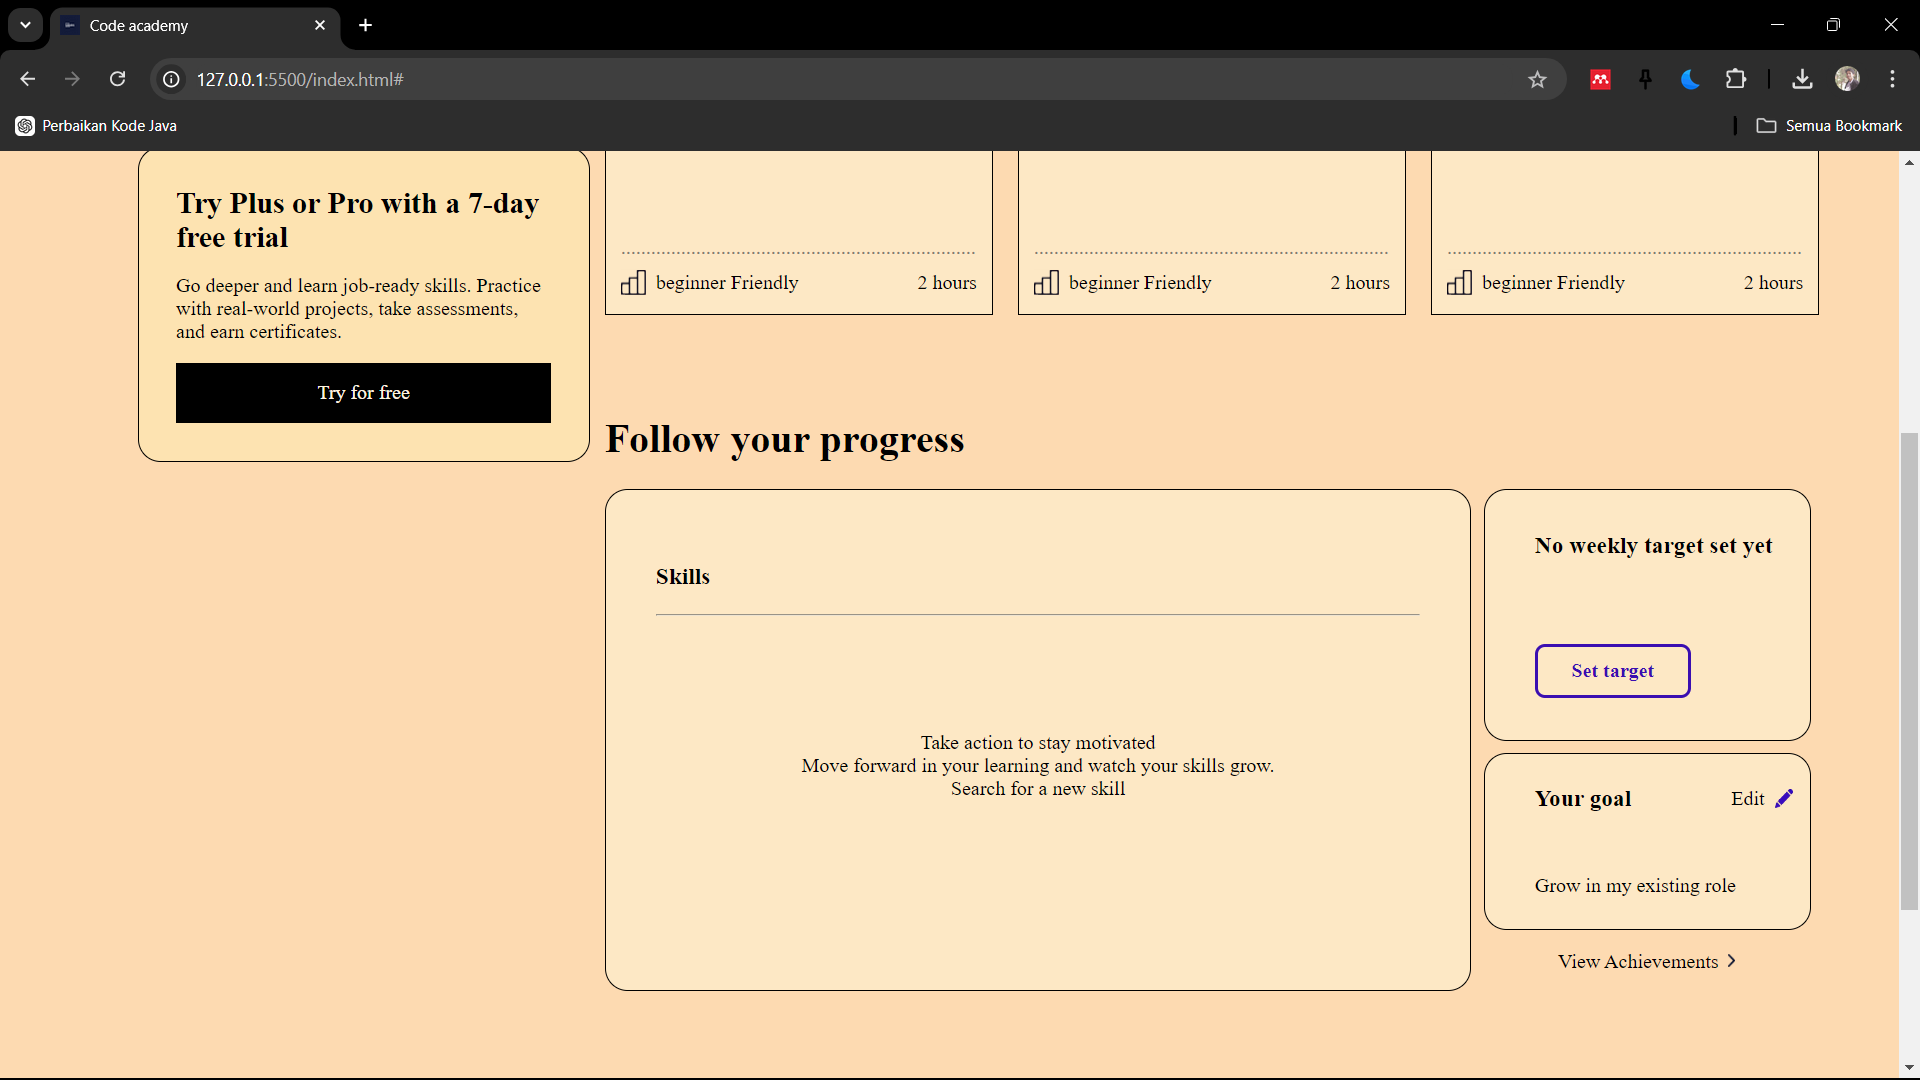 Code academy
127.0.0.1:5500/index.html#
Perbaikan Kode Java
Semua Bookmark
Try Plus or Pro with a 7-day
free trial
Go deeper and learn job-ready skills. Practice
with real-world projects, take assessments,
and earn certificates.
Try for free
beginner Friendly 2 hours
beginner Friendly 2 hours
beginner Friendly 2 hours
Follow your progress
Skills
Take action to stay motivated
Move forward in your learning and watch your skills grow.
Search for a new skill
No weekly target set yet
Set target
Your goal Edit
Grow in my existing role
View Achievements